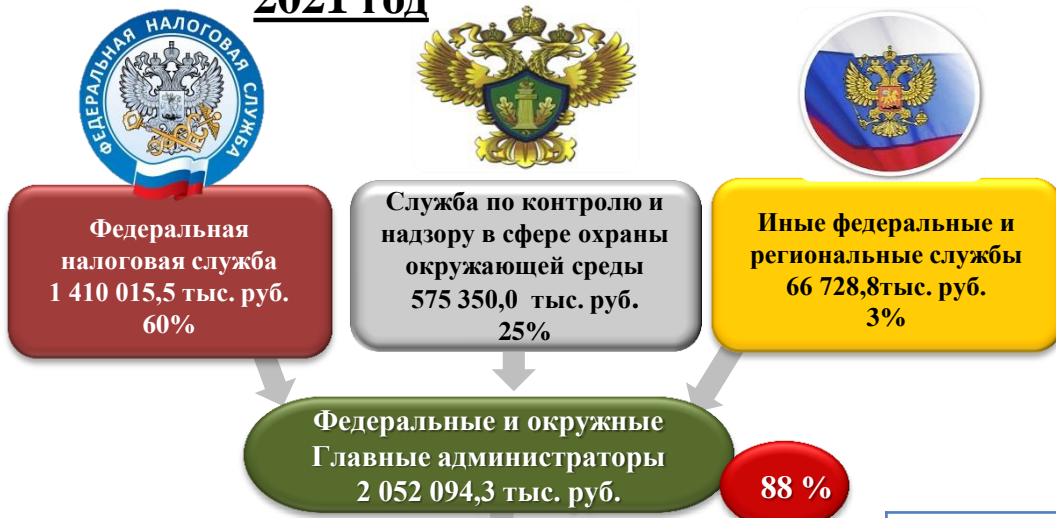 2021 год
ФЕДЕРАЛЬНАЯ НАЛОГОВАЯ СЛУЖБА
Федеральная
налоговая служба
1 410 015,5 тыс. руб.
60%
Служба по контролю и
надзору в сфере охраны
окружающей среды
575 350,0 тыс. руб.
25%
Иные федеральные и
региональные службы
66 728,8тыс. руб.
3%
Федеральные и окружные
Главные администраторы
2 052 094,3 тыс. руб.
88 %